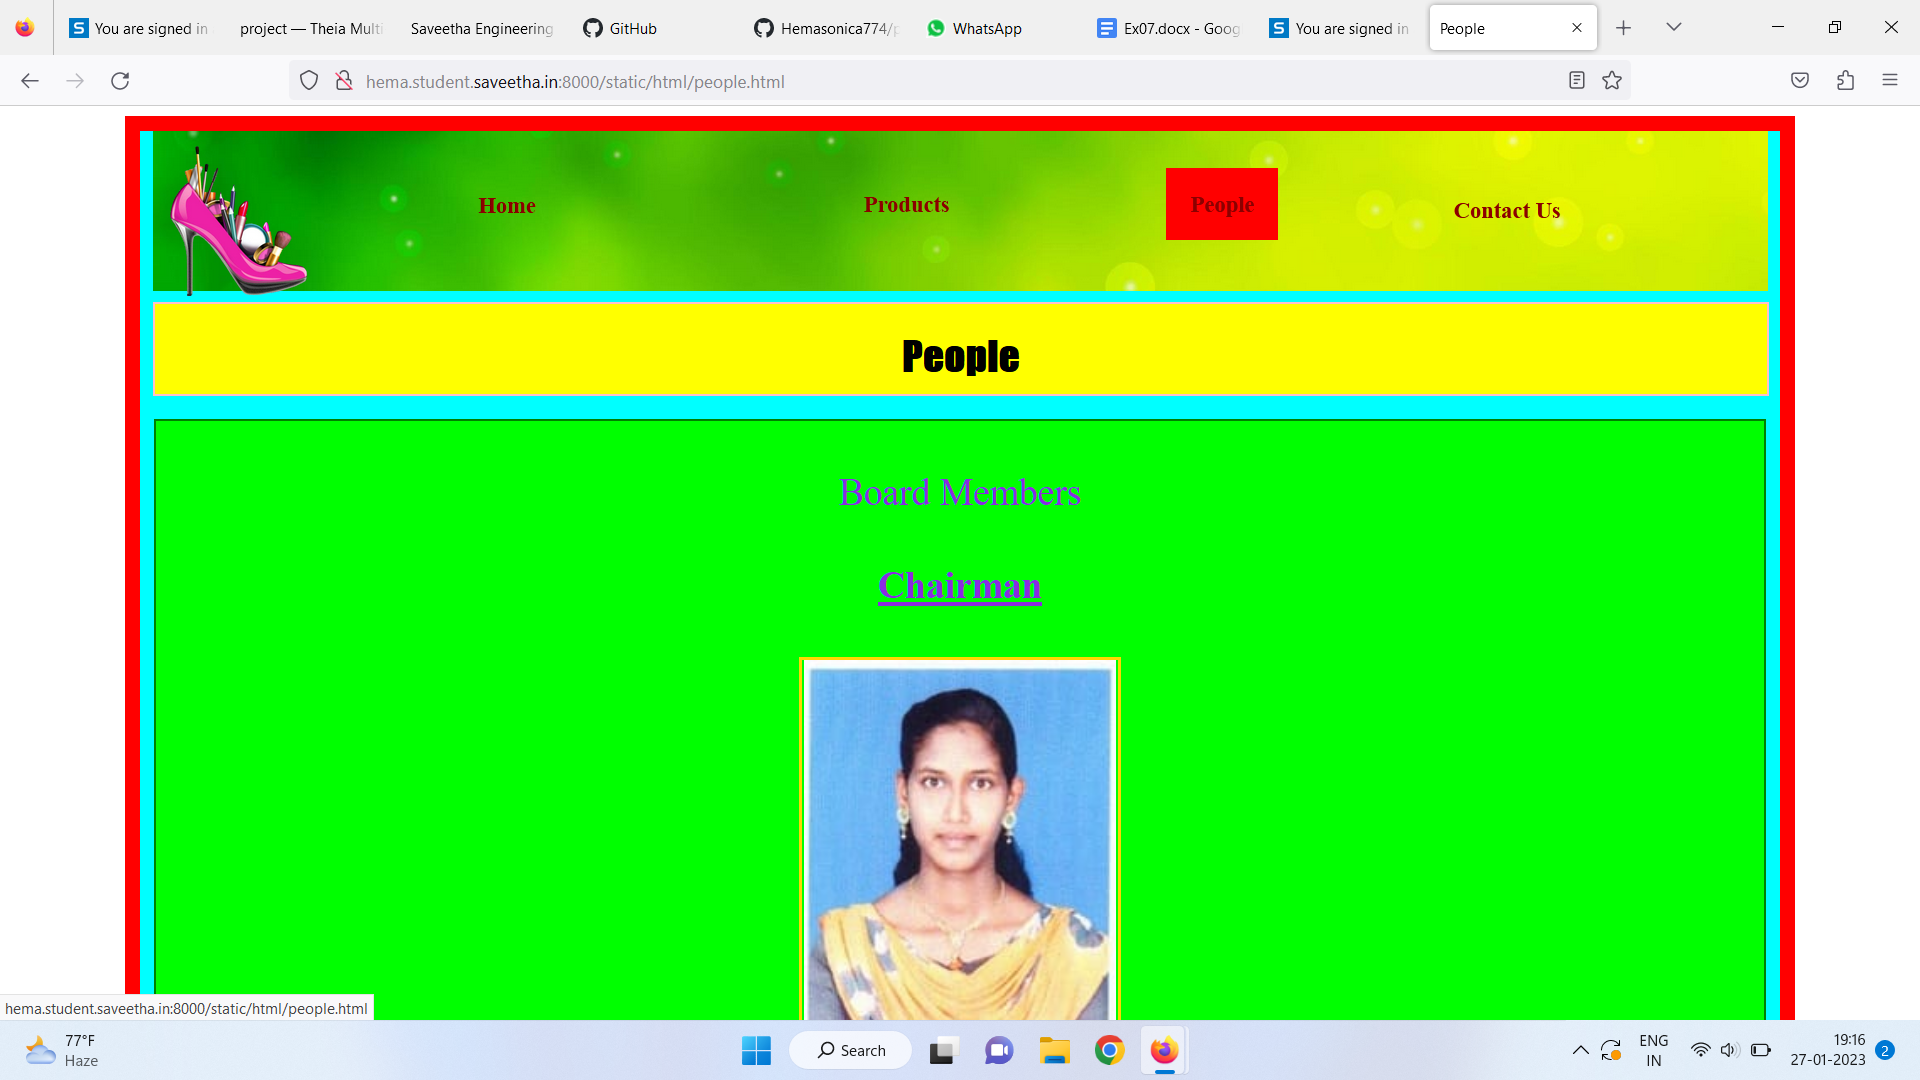 You are signed in
project — Theia Multi
Saveetha Engineering
GitHub
Hemasonica774/p
WhatsApp
Ex07.docx - Goog
You are signed in
People
hema.student.saveetha.in:8000/static/html/people.html
Home
Products
People
Contact Us
People
Board Members
Chairman
hema.student.saveetha.in:8000/static/html/people.html
77°F
Haze
Search
ENG
IN
19:16
27-01-2023
2